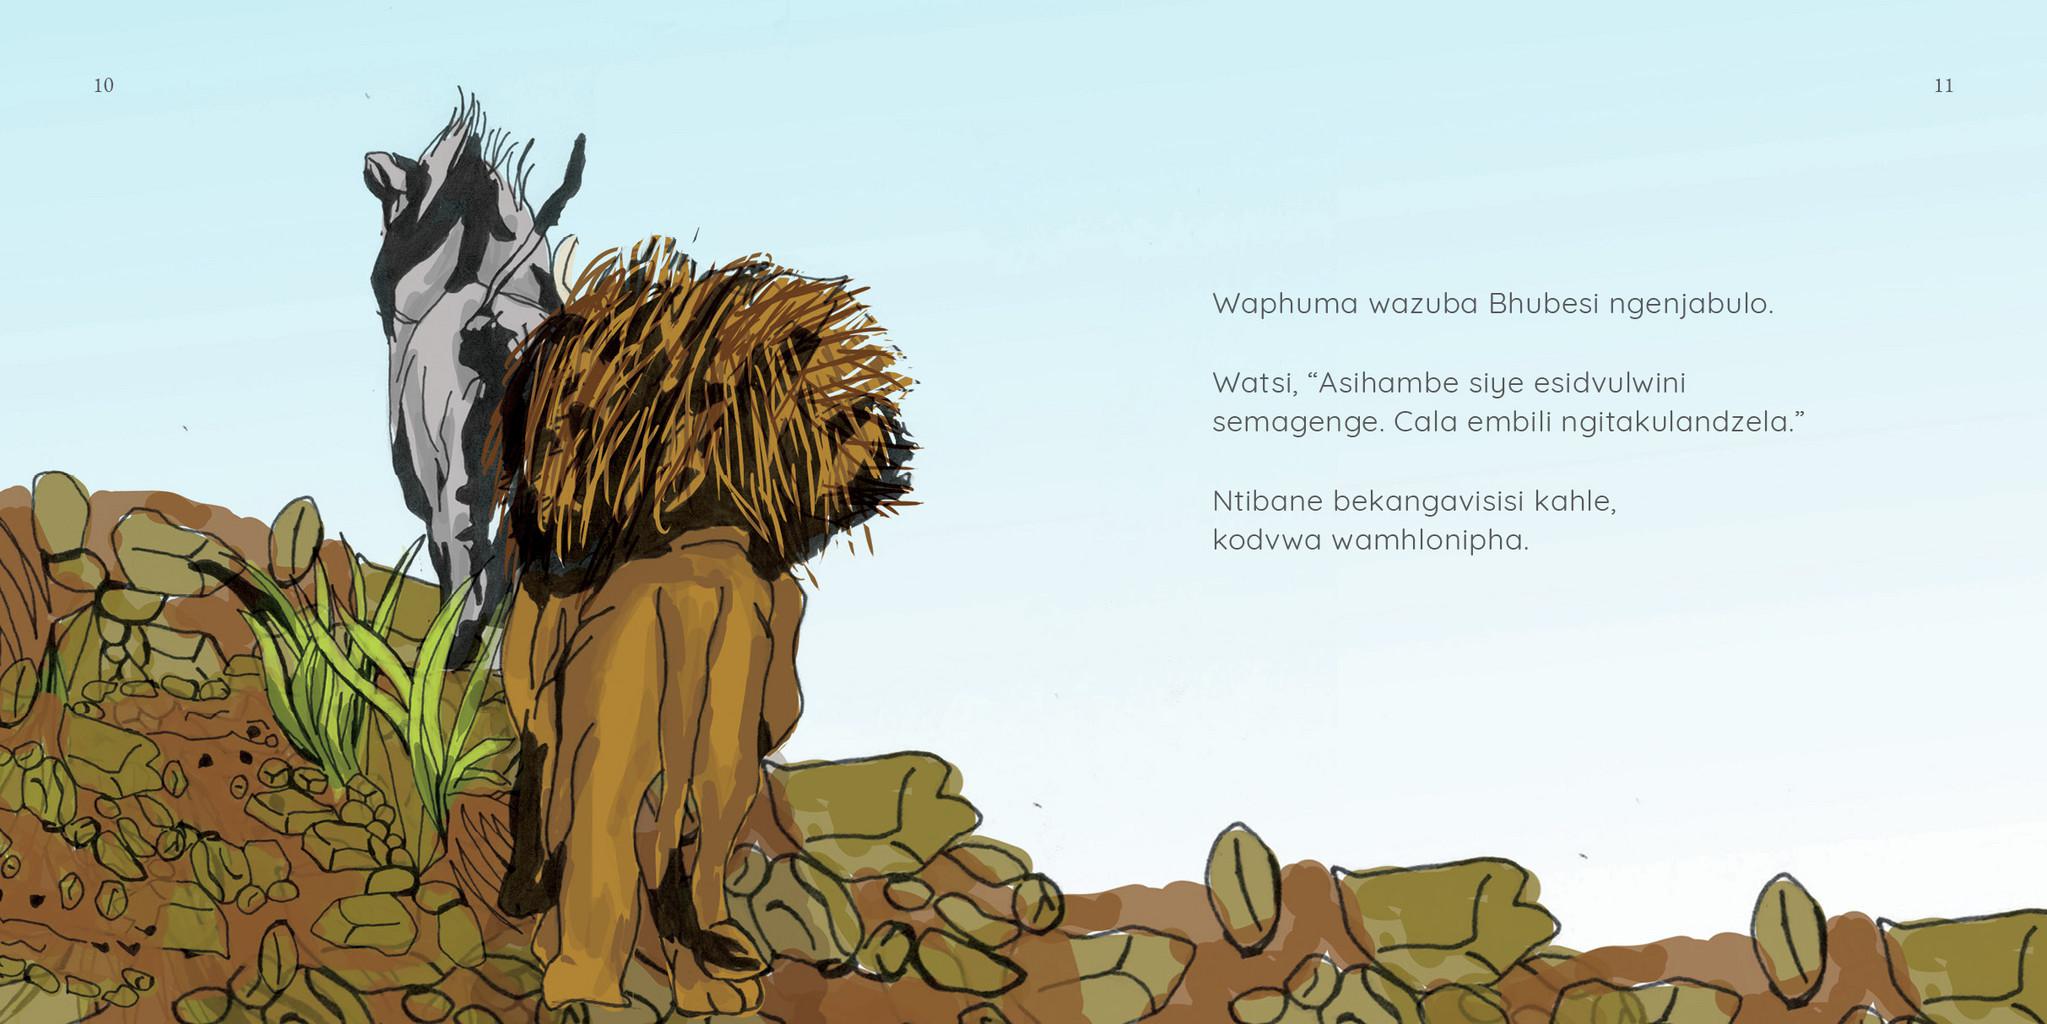 10
11
Waphuma wazuba Bhubesi ngenjabulo.
Watsi, “Asihambe siye esidvulwini
semagenge. Cala embili ngitakulandzela.”
Ntibane bekangavisisi kahle,
kodvwa wamhlonipha.